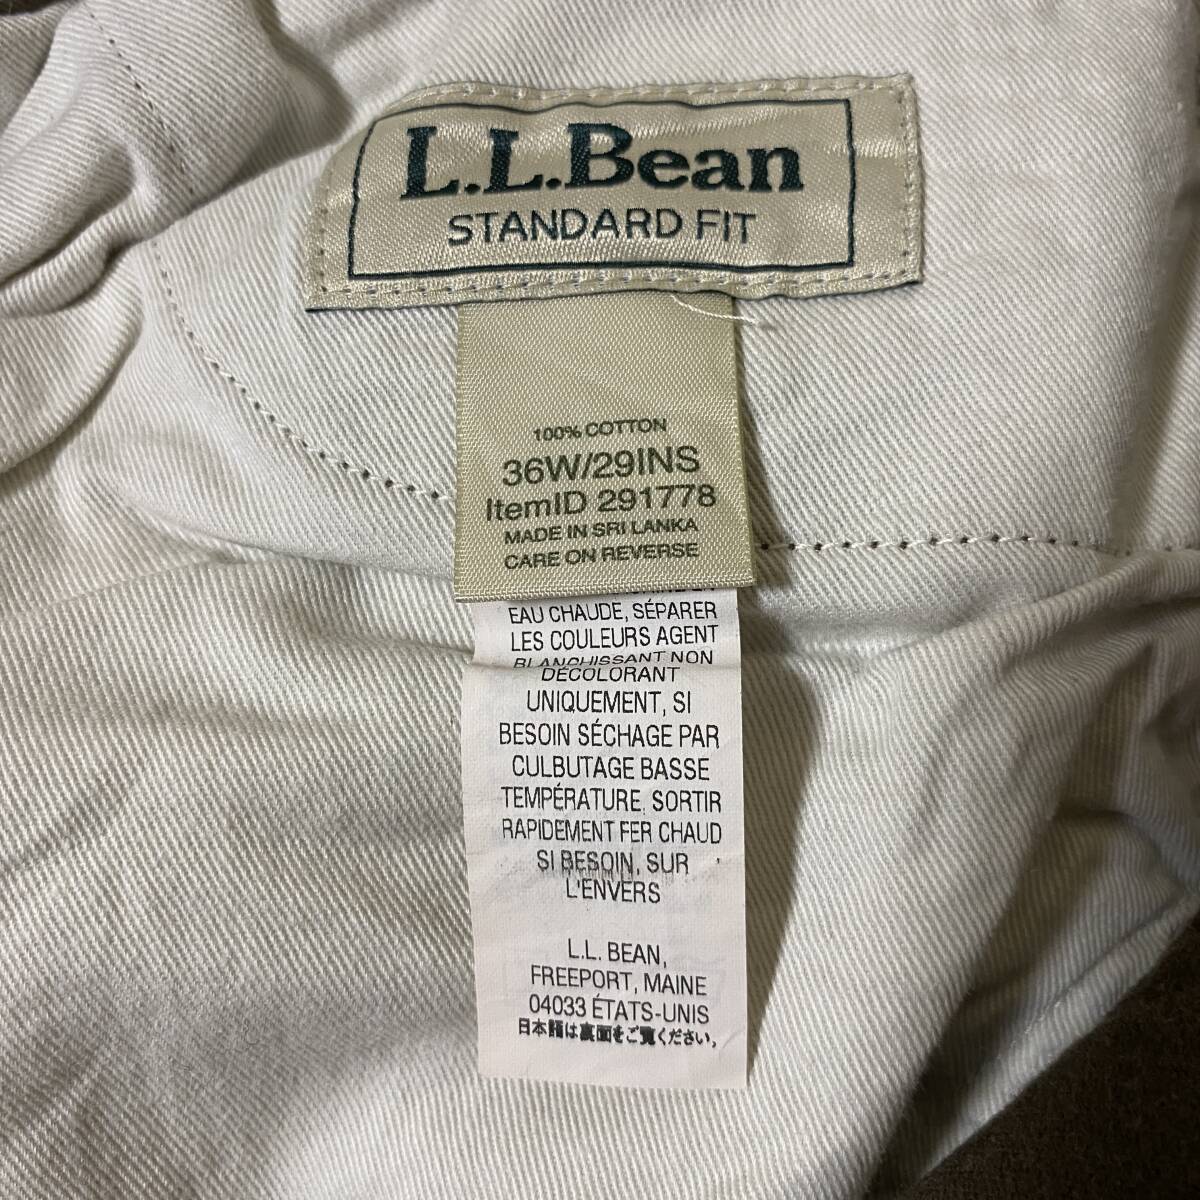 L.L.Bean
STANDARD FIT
100% COTTON
36W/29INS
ItemID 291778
MADE IN SRI LANKA
CARE ON REVERSE
EAU CHAUDE, SÉPARER
LES COULEURS AGENT
BLANCHISSANT NON
DÉCOLORANT
UNIQUEMENT, SI
BESOIN SÉCHAGE PAR
CULBUTAGE BASSE
TEMPÉRATURE, SORTIR
RAPIDEMENT FER CHAUD
SI BESOIN, SUR
L'ENVERS
L.L. BEAN,
FREEPORT, MAINE
04033 ÉTATS-UNIS
日本語は裏面をご覧ください。